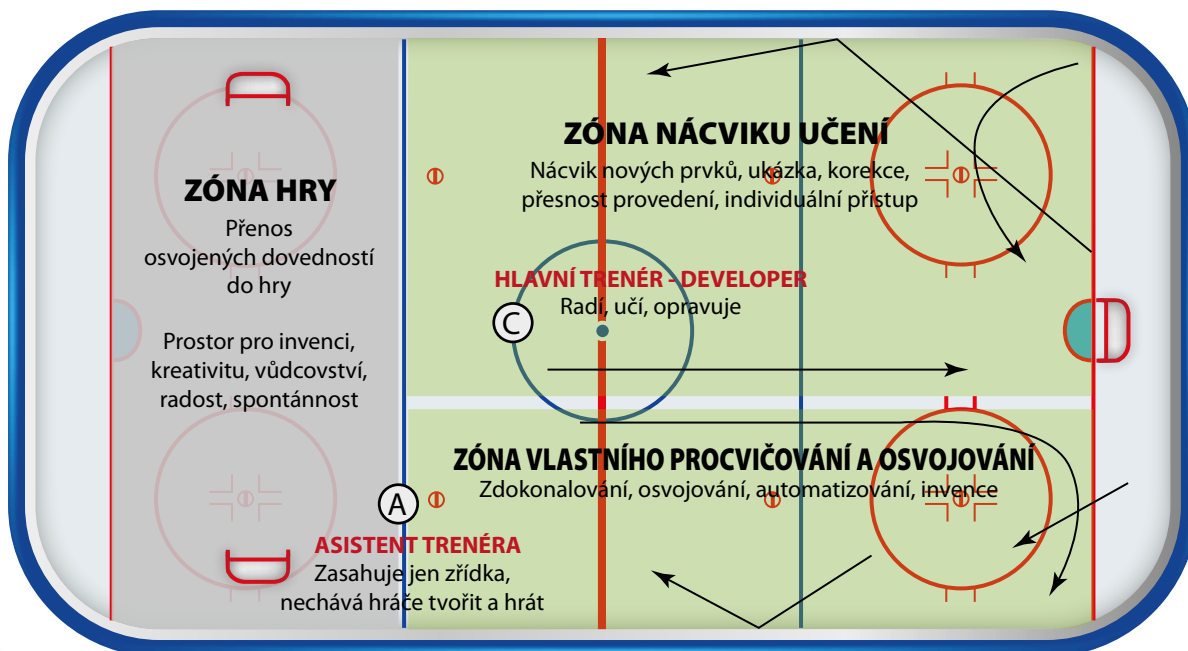 ZÓNA HRY
Přenos
osvojených dovedností
do hry
Prostor pro invenci,
kreativitu, vůdcovství,
radost, spontánnost
ZÓNA NÁCVIKU UČENÍ
Nácvik nových prvků, ukázka, korekce,
přesnost provedení, individuální přístup
HLAVNÍ TRENÉR - DEVELOPER
Radí, učí, opravuje
C
ZÓNA VLASTNÍHO PROCVIČOVÁNÍ A OSVOJOVÁNÍ
Zdokonalování, osvojování, automatizování, invence
A
ASISTENT TRENÉRA
Zasahuje jen zřídka,
nechává hráče tvořit a hrát